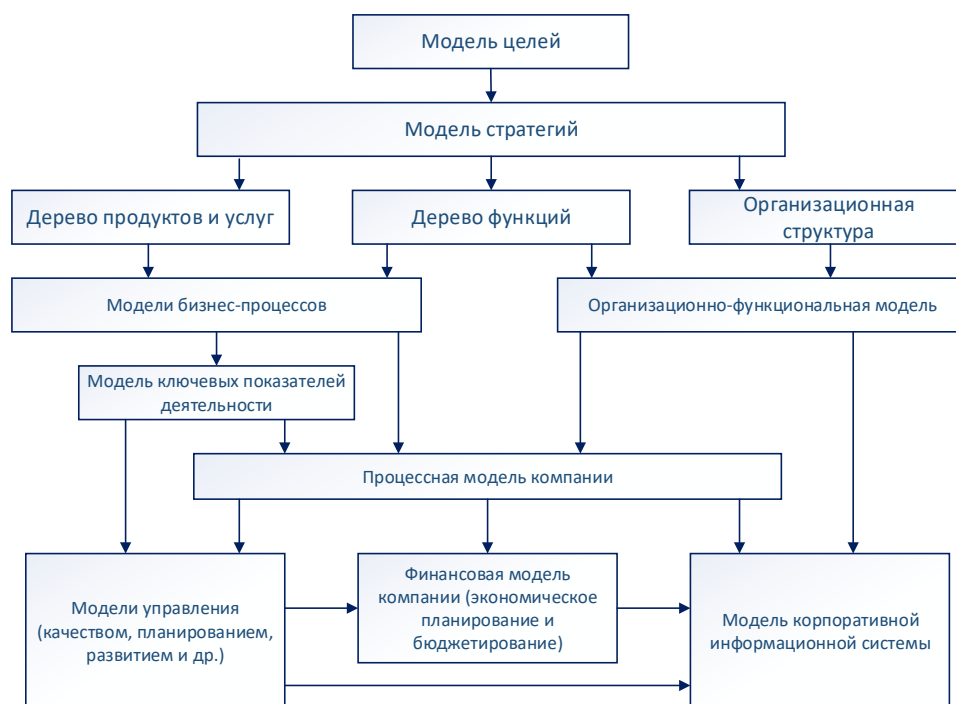 Модель целей
Модель стратегий
Дерево продуктов и услуг
Дерево функций
Организационная
структура
Модели бизнес-процессов
Организационно-функциональная модель
Модель ключевых показателей
деятельности
Процессная модель компании
Модели управления
(качеством, планированием,
развитием и др.)
Финансовая модель
компании (экономическое
планирование и
бюджетирование)
Модель корпоративной
информационной системы